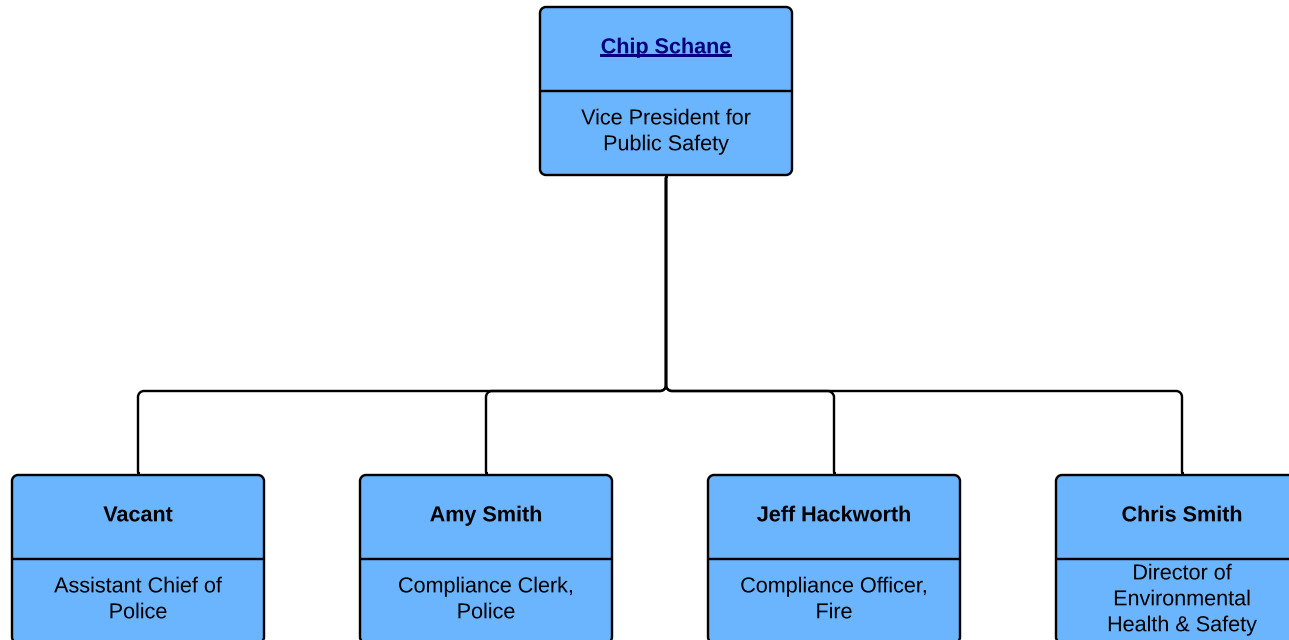 Chip Schane
Vice President for
Public Safety
Vacant
Assistant Chief of
Police
Amy Smith
Compliance Clerk,
Police
Jeff Hackworth
Compliance Officer,
Fire
Chris Smith
Director of
Environmental
Health & Safety